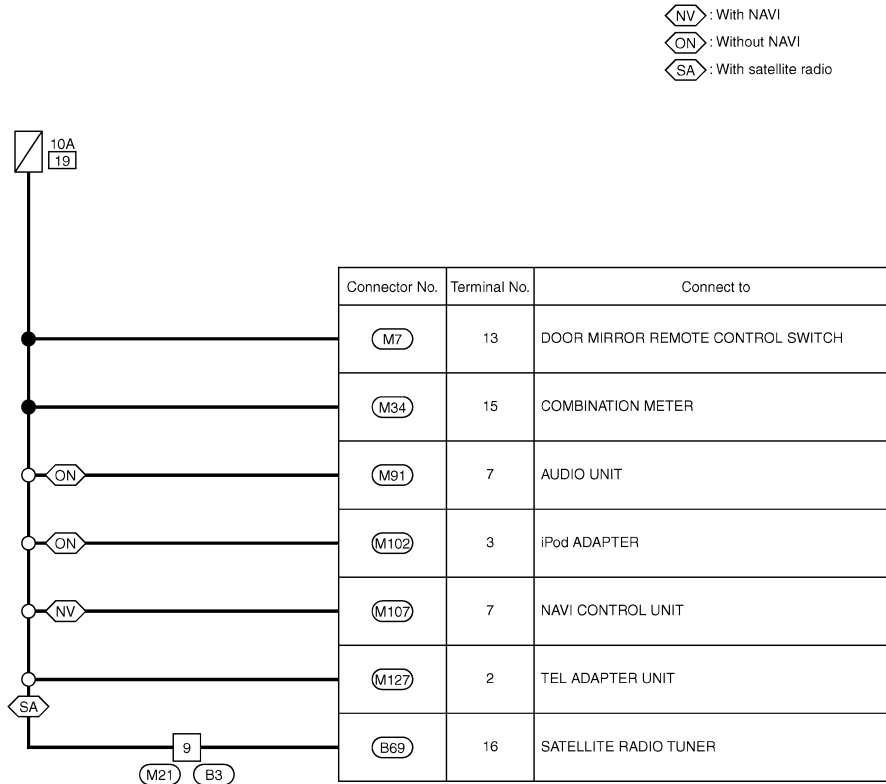 NV : With NAVI
ON : Without NAVI
SA : With satellite radio
10A
19
Connector No. Terminal No. Connect to
M7 13 DOOR MIRROR REMOTE CONTROL SWITCH
M34 15 COMBINATION METER
ON M91 7 AUDIO UNIT
ON M102 3 iPod ADAPTER
NV M107 7 NAVI CONTROL UNIT
M127 2 TEL ADAPTER UNIT
SA
9 B69 16 SATELLITE RADIO TUNER
M21 B3